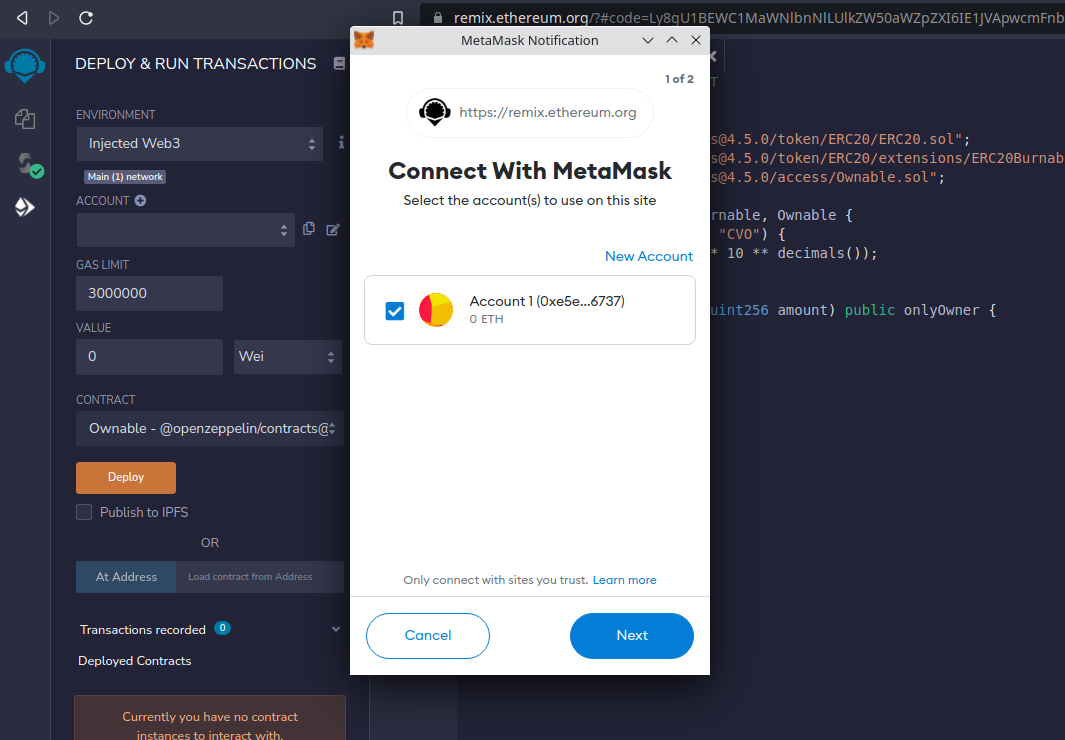 remix.ethereum.org/?#code=Ly8gU1BEWC1MaWNlbnNlLUlkZW50aWZpZXI6IE1JVApwcmFnb
DEPLOY & RUN TRANSACTIONS
ENVIRONMENT
Injected Web3
Main (1) network
ACCOUNT
GAS LIMIT
3000000
VALUE
0
Wei
CONTRACT
Ownable - @openzeppelin/contracts@
Deploy
Publish to IPFS
OR
At Address
Load contract from Address
Transactions recorded 0
Deployed Contracts
Currently you have no contract
instances to interact with.
MetaMask Notification
1 of 2
https://remix.ethereum.org
Connect With MetaMask
Select the account(s) to use on this site
New Account
Account 1 (0xe5e...6737)
0 ETH
Only connect with sites you trust. Learn more
Cancel
Next
T
s@4.5.0/token/ERC20/ERC20.sol";
s@4.5.0/token/ERC20/extensions/ERC20Burnab
s@4.5.0/access/Ownable.sol";
rnable, Ownable {
"CVO") {
* 10 ** decimals());
uint256 amount) public onlyOwner {